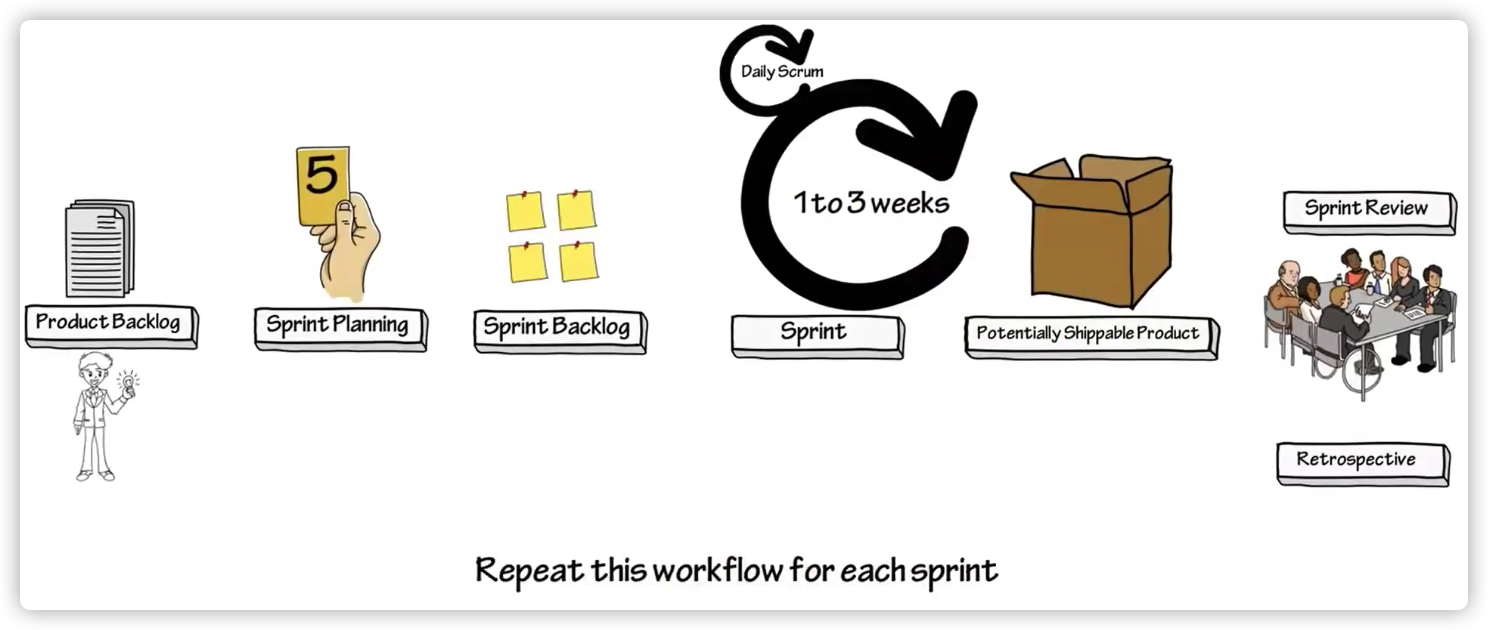 Daily Scrum
5
1 to 3 weeks
Sprint Review
Product Backlog
Sprint Planning
Sprint Backlog
Sprint
Potentially Shippable Product
Retrospective
Repeat this workflow for each sprint